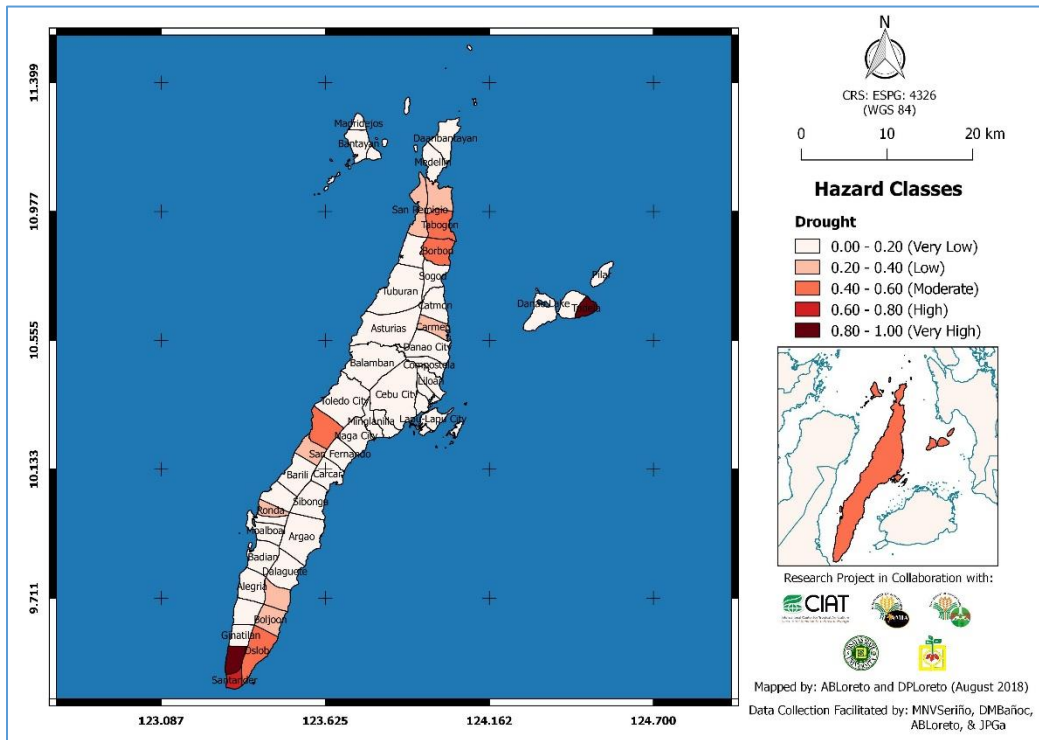 N
CRS: ESPG: 4326
(WGS 84)
0 10 20 km
Hazard Classes
Drought
0.00 - 0.20 (Very Low)
0.20 - 0.40 (Low)
0.40 - 0.60 (Moderate)
0.60 - 0.80 (High)
0.80 - 1.00 (Very High)
11.399
10.977
10.555
10.133
9.711
123.087
123.625
124.162
124.700
Madridejos
Bantayan
Daanbantayan
Medellin
San Remigio
Tabogon
Borbon
Sogod
Tuburan
Catmon
Pilar
Lake
Asturias
Carmen
Danao City
Balamban
Compostela
Liloan
Cebu City
Toledo City
Lapu-Lapu City
Minglanilla
Naga City
San Fernando
Barili
Carcar
Sibonga
Ronda
Moalboal
Argao
Badian
Dalaguete
Alegria
Boljoon
Ginatilan
Oslob
Santander
Research Project in Collaboration with:
CIAT
Mapped by: ABLoreto and DPLoreto (August 2018)
Data Collection Facilitated by: MNVSeriño, DMBañoc,
ABLoreto, & JPGa